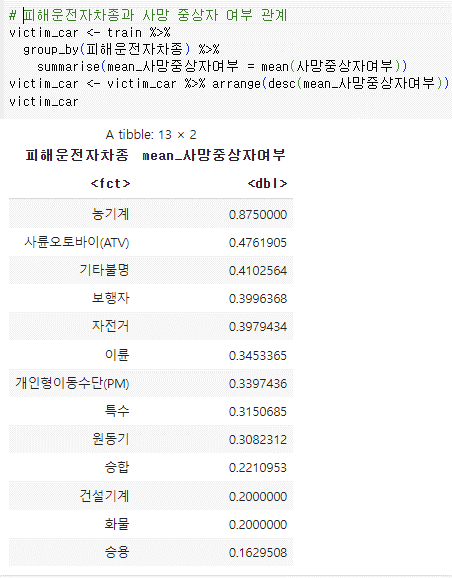 # 피해운전자차종과 사망 중상자 여부 관계
victim_car <- train %>%
group_by(피해운전자차종) %>%
summarise(mean_사망중상자여부 = mean(사망중상자여부))
victim_car <- victim_car %>% arrange(desc(mean_사망중상자여부))
victim_car
A tibble: 13 × 2
피해운전자차종 mean_사망중상자여부
<fct> <dbl>
농기계 0.8750000
사륜오토바이(ATV) 0.4761905
기타불명 0.4102564
보행자 0.3996368
자전거 0.3979434
이륜 0.3453365
개인형이동수단(PM) 0.3397436
특수 0.3150685
원동기 0.3082312
승합 0.2210953
건설기계 0.2000000
화물 0.2000000
승용 0.1629508